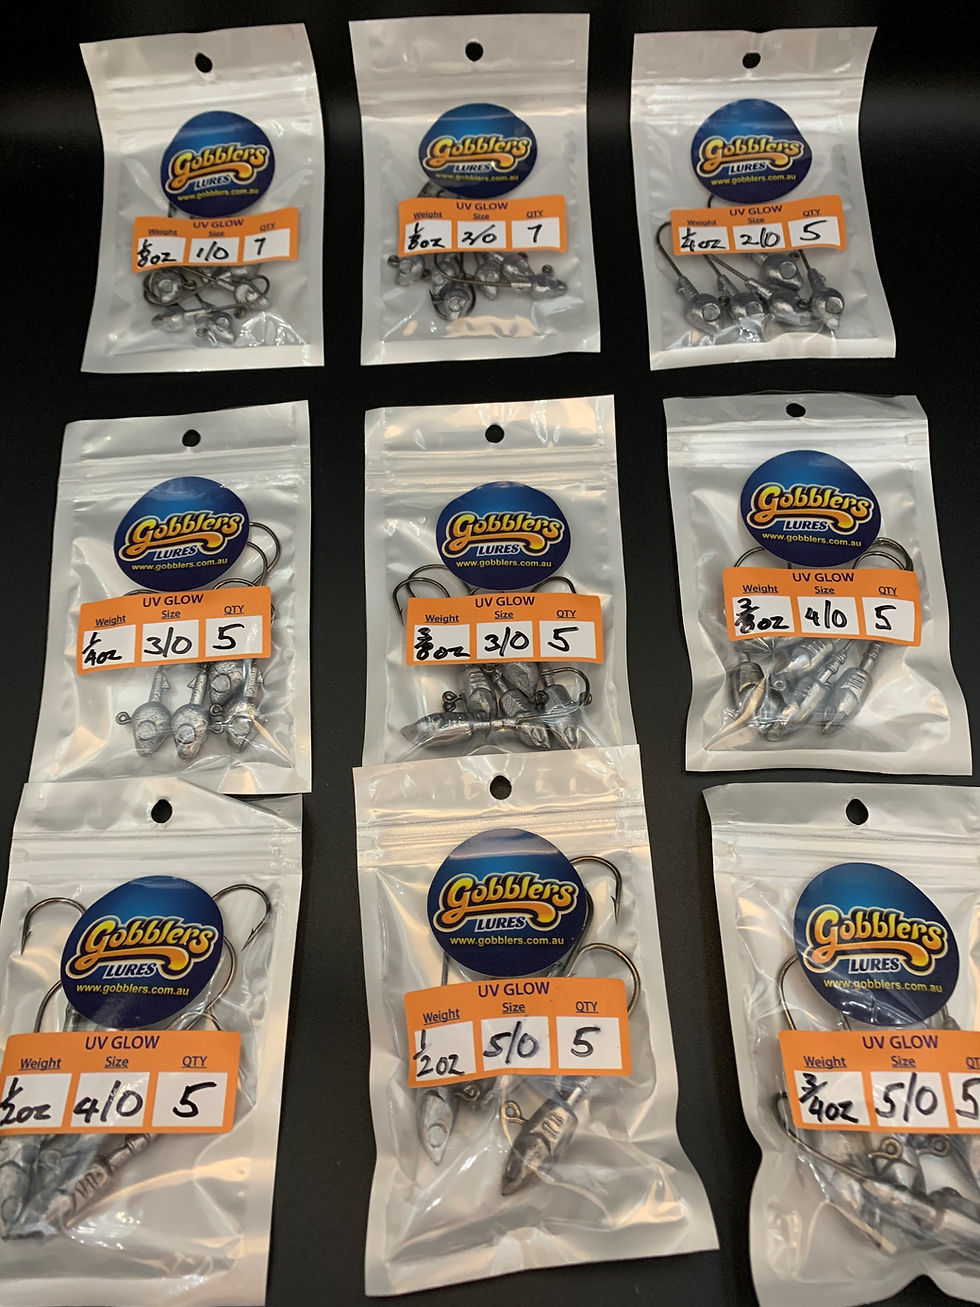 Gobblers
LURES
www.gobblers.com.au
UV GLOW
Weight Size QTY
1/8oz 1/0 7
Gobblers
LURES
www.gobblers.com.au
UV GLOW
Weight Size QTY
1/8oz 2/0 7
Gobblers
LURES
www.gobblers.com.au
UV GLOW
Weight Size QTY
1/4oz 2/0 5
Gobblers
LURES
www.gobblers.com.au
UV GLOW
Weight Size QTY
1/4oz 3/0 5
Gobblers
LURES
www.gobblers.com.au
UV GLOW
Weight Size QTY
3/8oz 3/0 5
Gobblers
LURES
www.gobblers.com.au
UV GLOW
Weight Size QTY
3/8oz 4/0 5
Gobblers
LURES
www.gobblers.com.au
UV GLOW
Weight Size QTY
1/2oz 4/0 5
Gobblers
LURES
www.gobblers.com.au
UV GLOW
Weight Size QTY
1/2oz 5/0 5
Gobblers
LURES
www.gobblers.com.au
UV GLOW
Weight Size QT
3/4oz 5/0 5